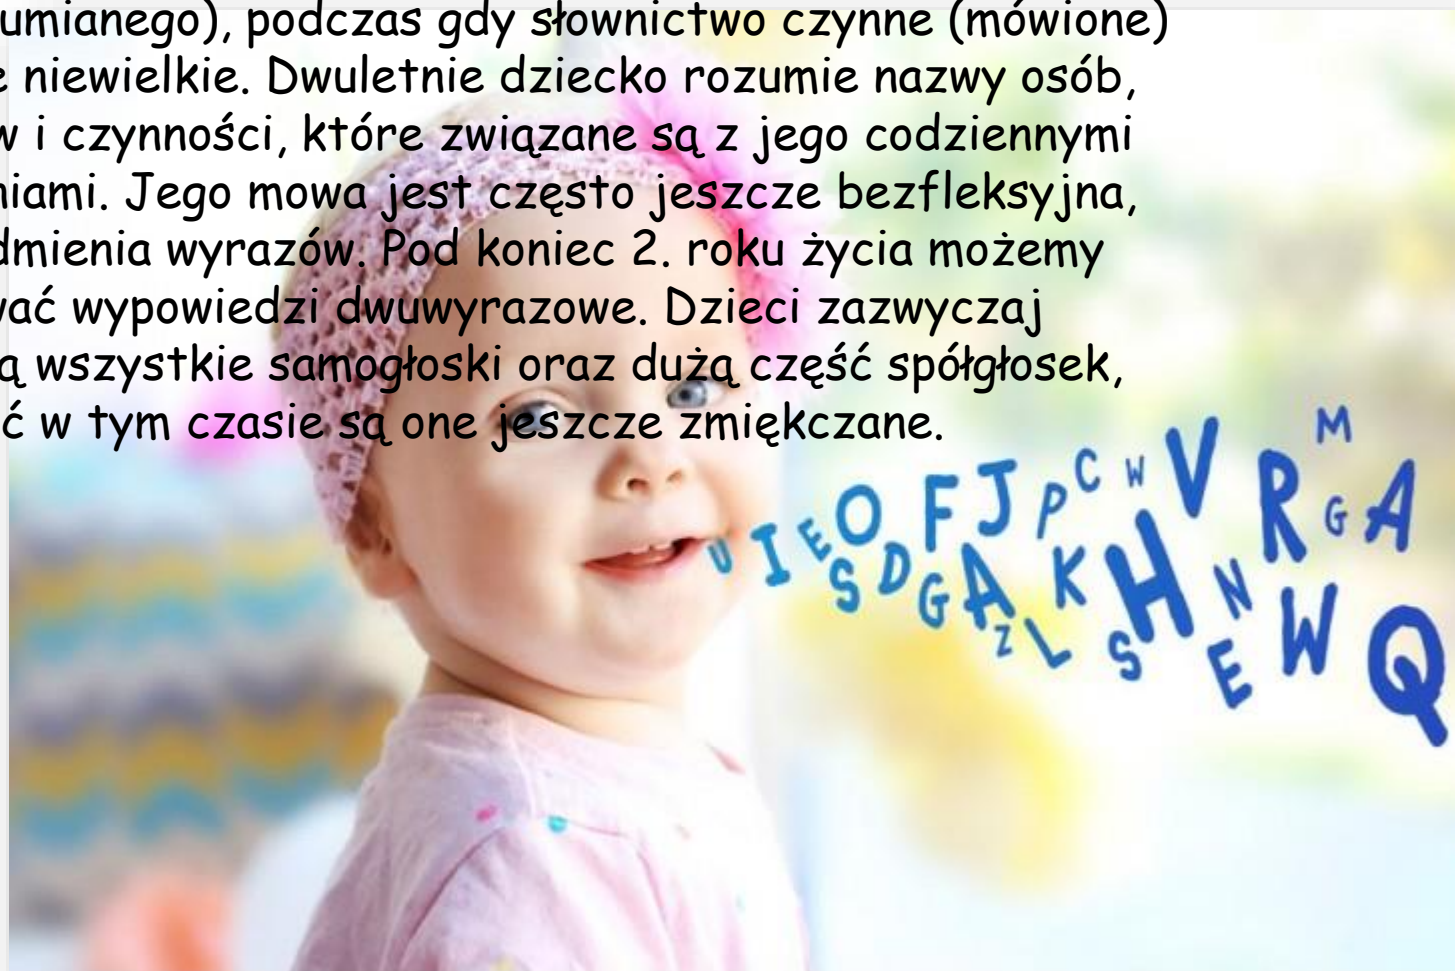 umianego), podczas gdy słownictwo czynne (mówione)
niewielkie. Dwuletnie dziecko rozumie nazwy osób,
w i czynności, które związane są z jego codziennymi
niami. Jego mowa jest często jeszcze bezfleksyjna,
dmienia wyrazów. Pod koniec 2. roku życia możemy
wać wypowiedzi dwuwyrazowe. Dzieci zazwyczaj
ą wszystkie samogłoski oraz dużą część spółgłosek,
ć w tym czasie są one jeszcze zmiękczane.
U I E O F J P C W V R M G A
S D G A K H N
Z L S E W Q